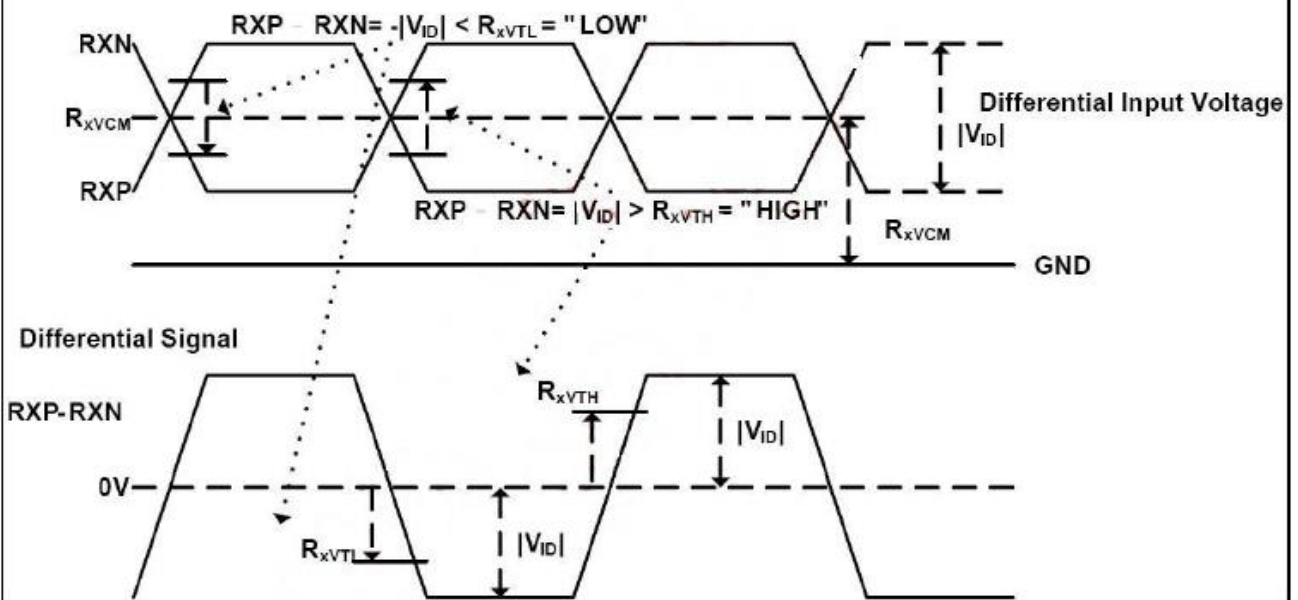 RXP - RXN= -|VID| < RxVTL = "LOW"
RXN
RxVCM
Differential Input Voltage
|VID|
RXP
RXP - RXN= |VID| > RxVTH = "HIGH"
RxVCM
GND
Differential Signal
RxVTH
RXP-RXN
|VID|
0V
RxVTL
|VID|